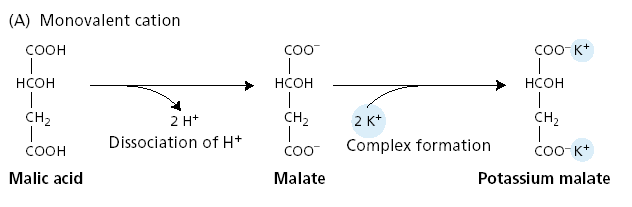 (A) Monovalent cation
COOH COO⁻ COO⁻ K⁺
HCOH HCOH HCOH
CH₂ 2 H⁺ CH₂ 2 K⁺ CH₂
Dissociation of H⁺ Complex formation
COOH COO⁻ COO⁻ K⁺
Malic acid Malate Potassium malate